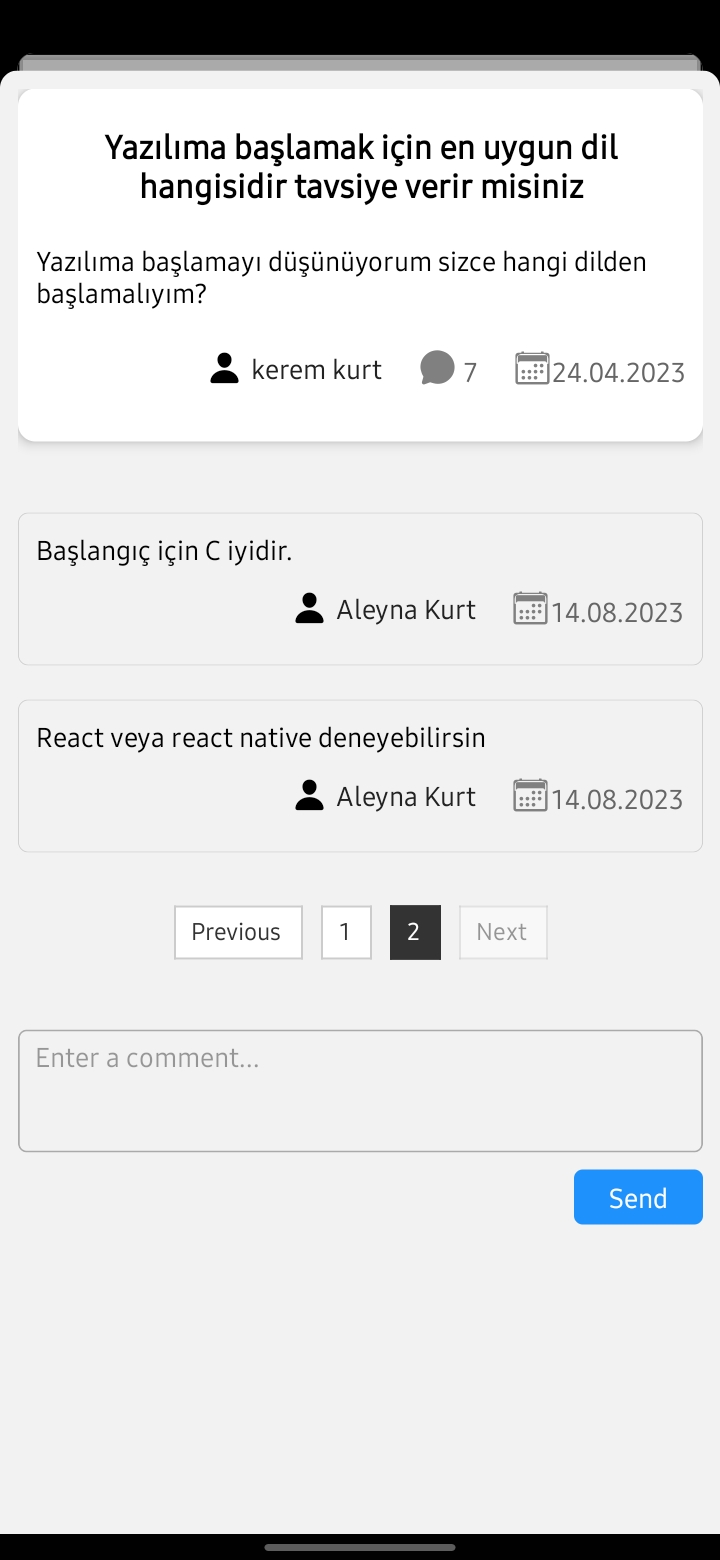 Yazılıma başlamak için en uygun dil
hangisidir tavsiye verir misiniz
Yazılıma başlamayı düşünüyorum sizce hangi dilden
başlamalıyım?
kerem kurt 7 24.04.2023
Başlangıç için C iyidir.
Aleyna Kurt 14.08.2023
React veya react native deneyebilirsin
Aleyna Kurt 14.08.2023
Previous 1 2 Next
Enter a comment...
Send